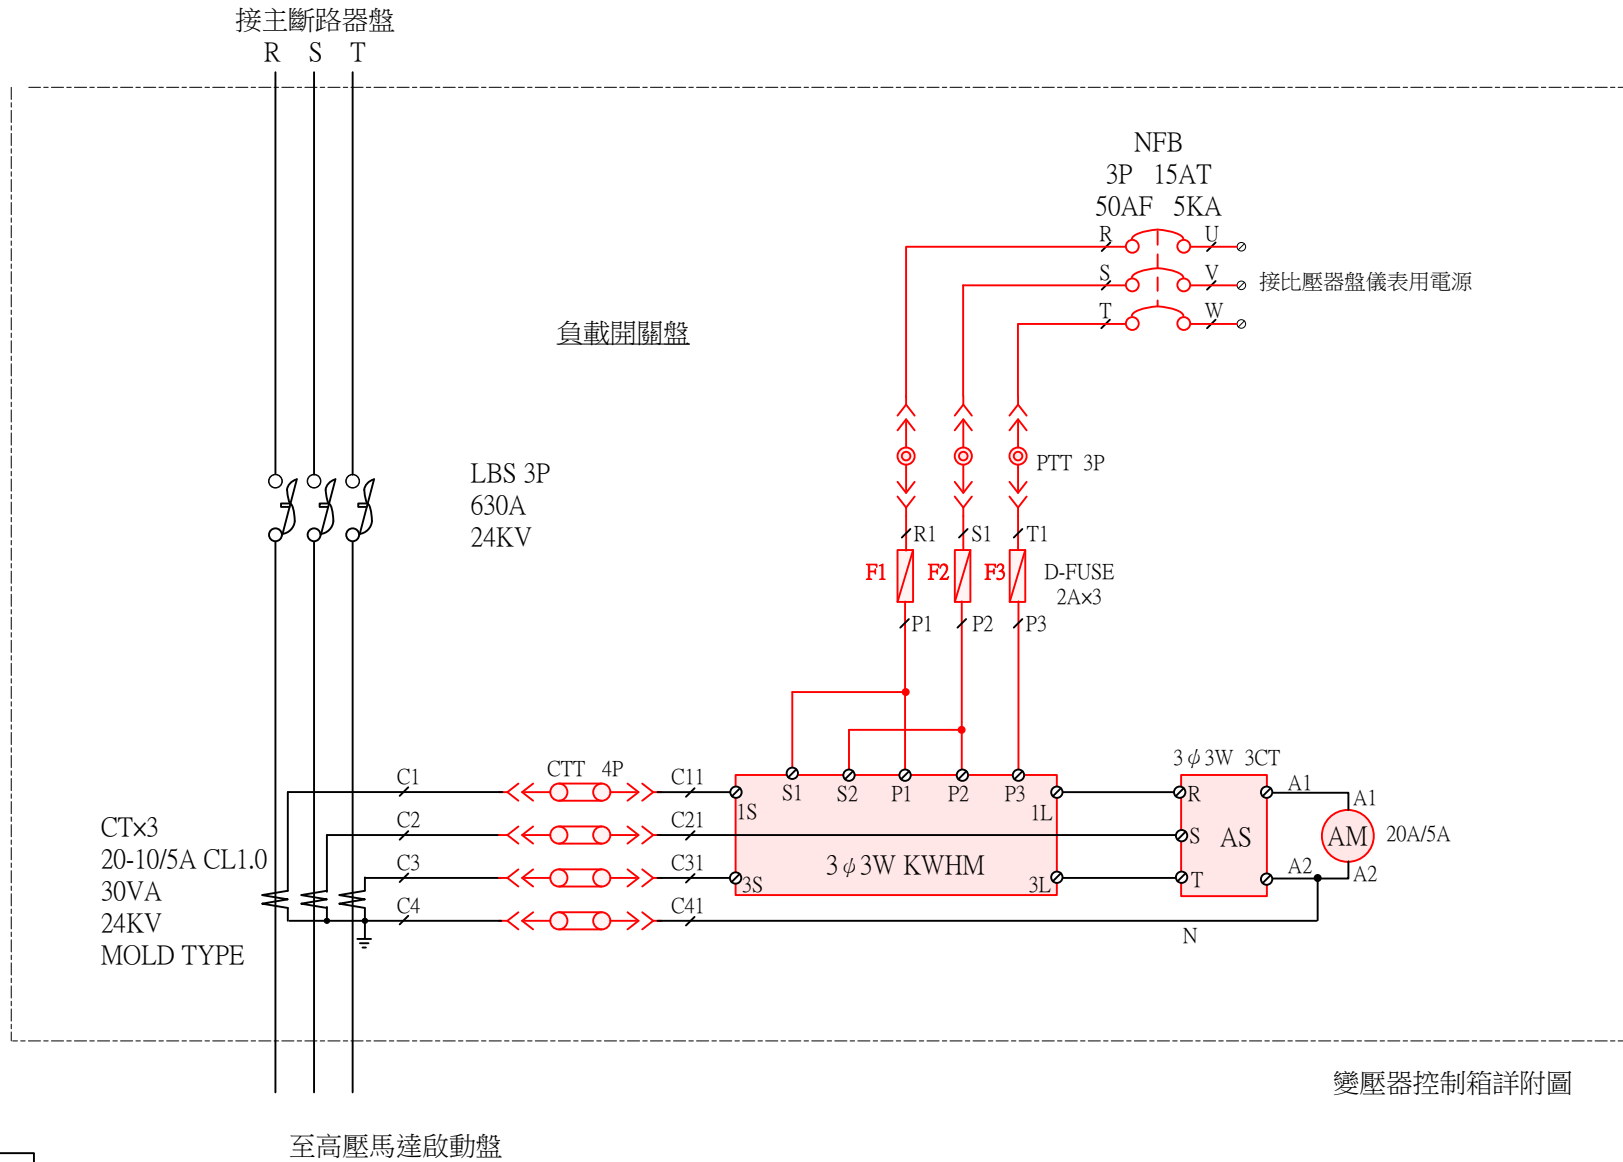 接主斷路器盤
R S T
NFB
3P 15AT
50AF 5KA
R U
S V 接比壓器盤儀表用電源
T W
負載開關盤
LBS 3P
630A
24KV
PTT 3P
R1 S1 T1
F1 F2 F3 D-FUSE
2A×3
P1 P2 P3
3φ3W 3CT
C1 CTT 4P C11 S1 S2 P1 P2 P3 R A1 A1
1S 1L
C2 C21 S AS AM 20A/5A
CT×3
20-10/5A CL1.0
30VA
24KV
MOLD TYPE
C3 C31 3φ3W KWHM T A2 A2
3S 3L
C4 C41 N
變壓器控制箱詳附圖
至高壓馬達啟動盤